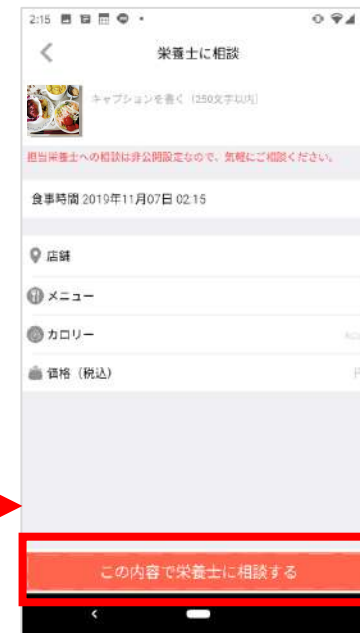 2:15
栄養士に相談
キャプションを書く（250文字以内）
担当栄養士への相談は非公開設定なので、気軽にご相談ください。
食事時間 2019年11月07日 02:15
店舗
メニュー
カロリー
価格（税込）
この内容で栄養士に相談する